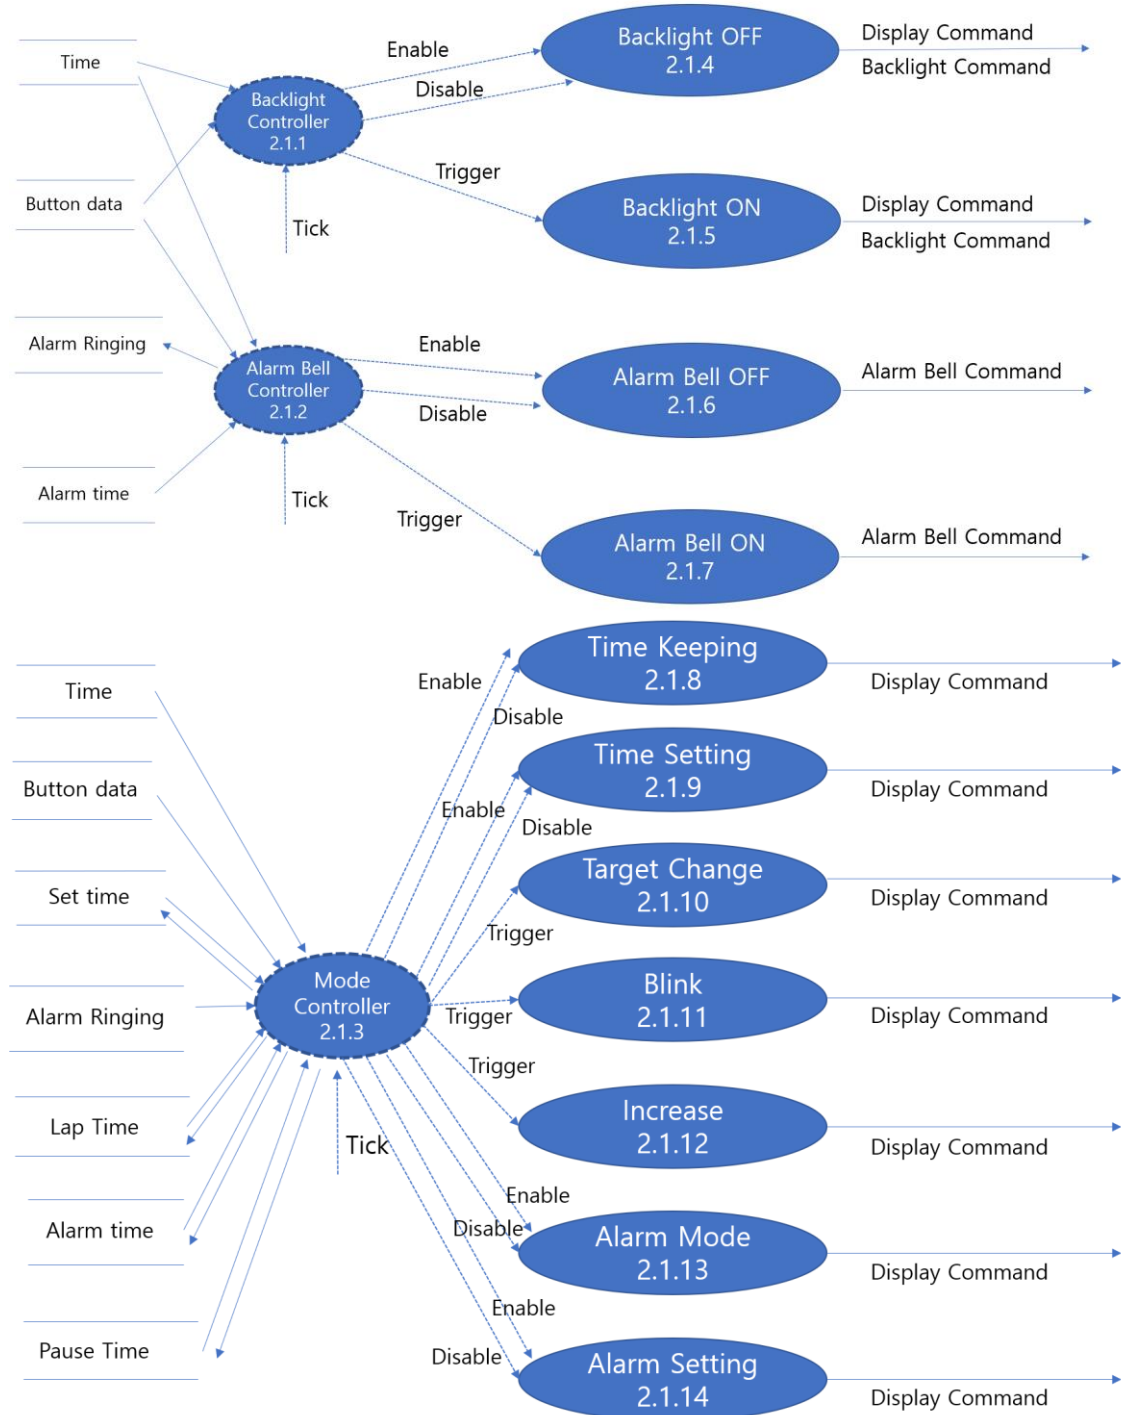 Time
Button data
Alarm Ringing
Alarm time
Backlight
Controller
2.1.1
Tick
Enable
Disable
Trigger
Backlight OFF
2.1.4
Display Command
Backlight Command
Backlight ON
2.1.5
Display Command
Backlight Command
Alarm Bell
Controller
2.1.2
Tick
Enable
Disable
Trigger
Alarm Bell OFF
2.1.6
Alarm Bell Command
Alarm Bell ON
2.1.7
Alarm Bell Command
Time
Button data
Set time
Alarm Ringing
Lap Time
Alarm time
Pause Time
Mode
Controller
2.1.3
Tick
Enable
Disable
Time Keeping
2.1.8
Display Command
Enable
Disable
Time Setting
2.1.9
Display Command
Trigger
Target Change
2.1.10
Display Command
Trigger
Blink
2.1.11
Display Command
Trigger
Increase
2.1.12
Display Command
Enable
Disable
Alarm Mode
2.1.13
Display Command
Enable
Disable
Alarm Setting
2.1.14
Display Command